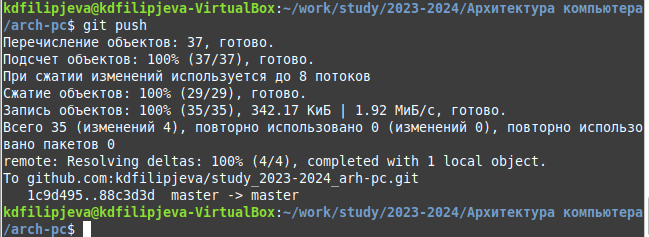 kdfilipjeva@kdfilipjeva-VirtualBox:~/work/study/2023-2024/Архитектура компьютера
/arch-pc$ git push
Перечисление объектов: 37, готово.
Подсчет объектов: 100% (37/37), готово.
При сжатии изменений используется до 8 потоков
Сжатие объектов: 100% (29/29), готово.
Запись объектов: 100% (35/35), 342.17 КиБ | 1.92 МиБ/с, готово.
Всего 35 (изменений 4), повторно использовано 0 (изменений 0), повторно использо
вано пакетов 0
remote: Resolving deltas: 100% (4/4), completed with 1 local object.
To github.com:kdfilipjeva/study_2023-2024_arh-pc.git
   1c9d495..88c3d3d  master -> master
kdfilipjeva@kdfilipjeva-VirtualBox:~/work/study/2023-2024/Архитектура компьютера
/arch-pc$